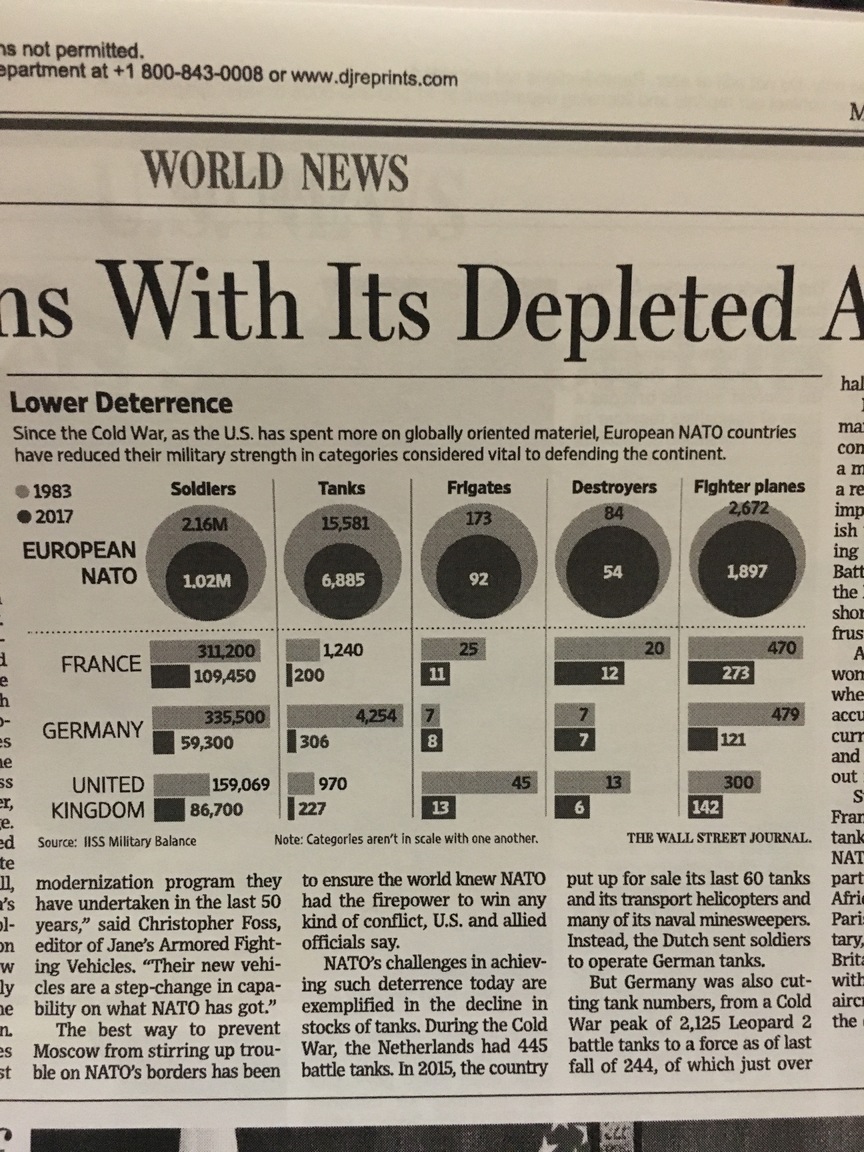 ns not permitted.
epartment at +1 800-843-0008 or www.djreprints.com
M
WORLD NEWS
ns With Its Depleted A
Lower Deterrence
Since the Cold War, as the U.S. has spent more on globally oriented materiel, European NATO countries
have reduced their military strength in categories considered vital to defending the continent.
1983
2017
Soldiers Tanks Frigates Destroyers Fighter planes
EUROPEAN NATO
2.16M 15,581 173 84 2,672
1.02M 6,885 92 54 1,897
FRANCE
311,200 1,240 25 20 470
109,450 200 11 12 273
GERMANY
335,500 4,254 7 7 479
59,300 306 8 7 121
UNITED KINGDOM
159,069 970 45 13 300
86,700 227 13 6 142
Source: IISS Military Balance Note: Categories aren't in scale with one another. THE WALL STREET JOURNAL.
modernization program they
have undertaken in the last 50
years,” said Christopher Foss,
editor of Jane’s Armored Fight-
ing Vehicles. “Their new vehi-
cles are a step-change in capa-
bility on what NATO has got.”
The best way to prevent
Moscow from stirring up trou-
ble on NATO’s borders has been
to ensure the world knew NATO
had the firepower to win any
kind of conflict, U.S. and allied
officials say.
NATO’s challenges in achiev-
ing such deterrence today are
exemplified in the decline in
stocks of tanks. During the Cold
War, the Netherlands had 445
battle tanks. In 2015, the country
put up for sale its last 60 tanks
and its transport helicopters and
many of its naval minesweepers.
Instead, the Dutch sent soldiers
to operate German tanks.
But Germany was also cut-
ting tank numbers, from a Cold
War peak of 2,125 Leopard 2
battle tanks to a force as of last
fall of 244, of which just over